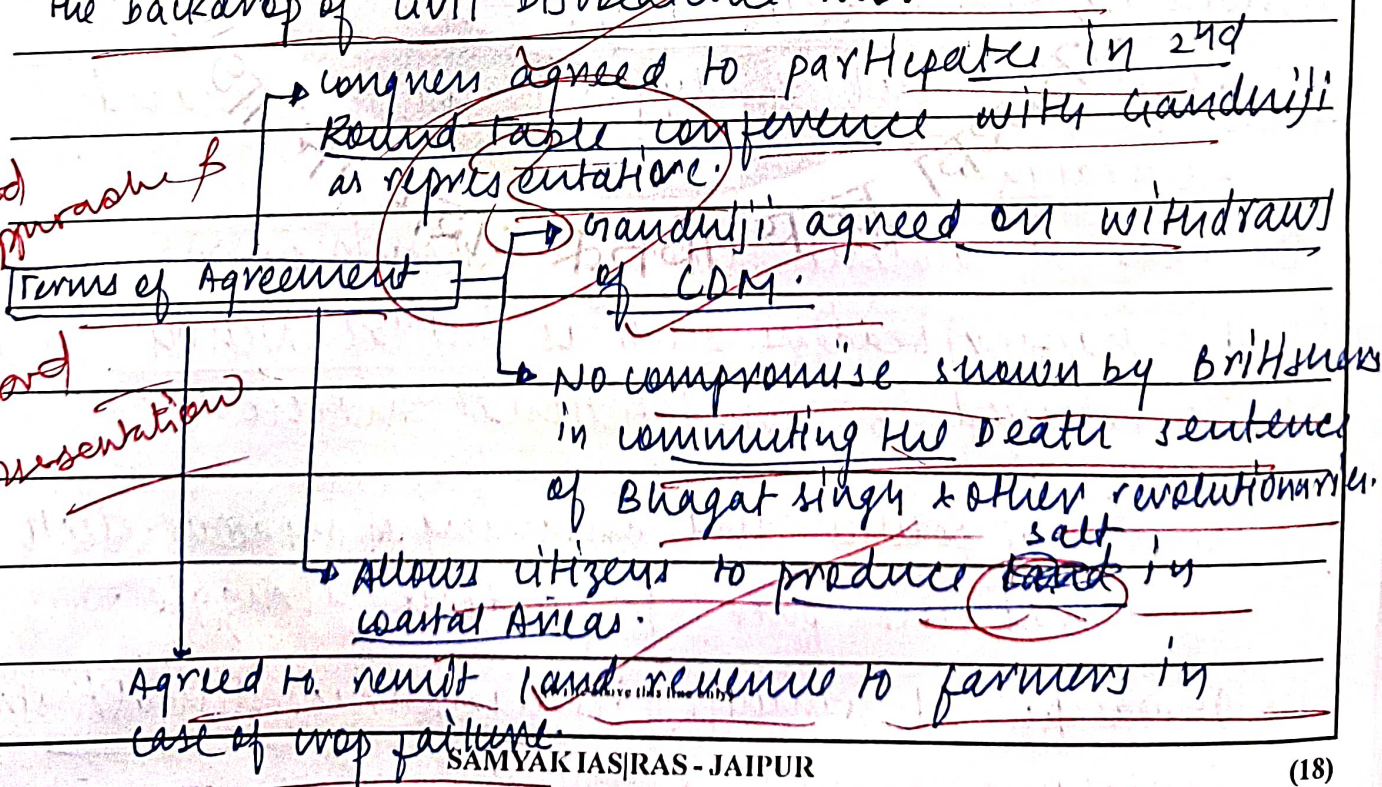 the backdrop of Civil
Congress agreed to participate in 2nd
Round Table Conference with Gandhiji
as representative.
Gandhiji agreed on withdraws
of CDM.
Terms of Agreement
No compromise shown by Britishers
in commuting the Death sentence
of Bhagat Singh & other revolutionaries.
salt
Allows citizens to produce in
coastal Areas.
Agreed to remit land revenue to farmers in
case of crop failure.
SAMYAK IAS|RAS - JAIPUR
(18)